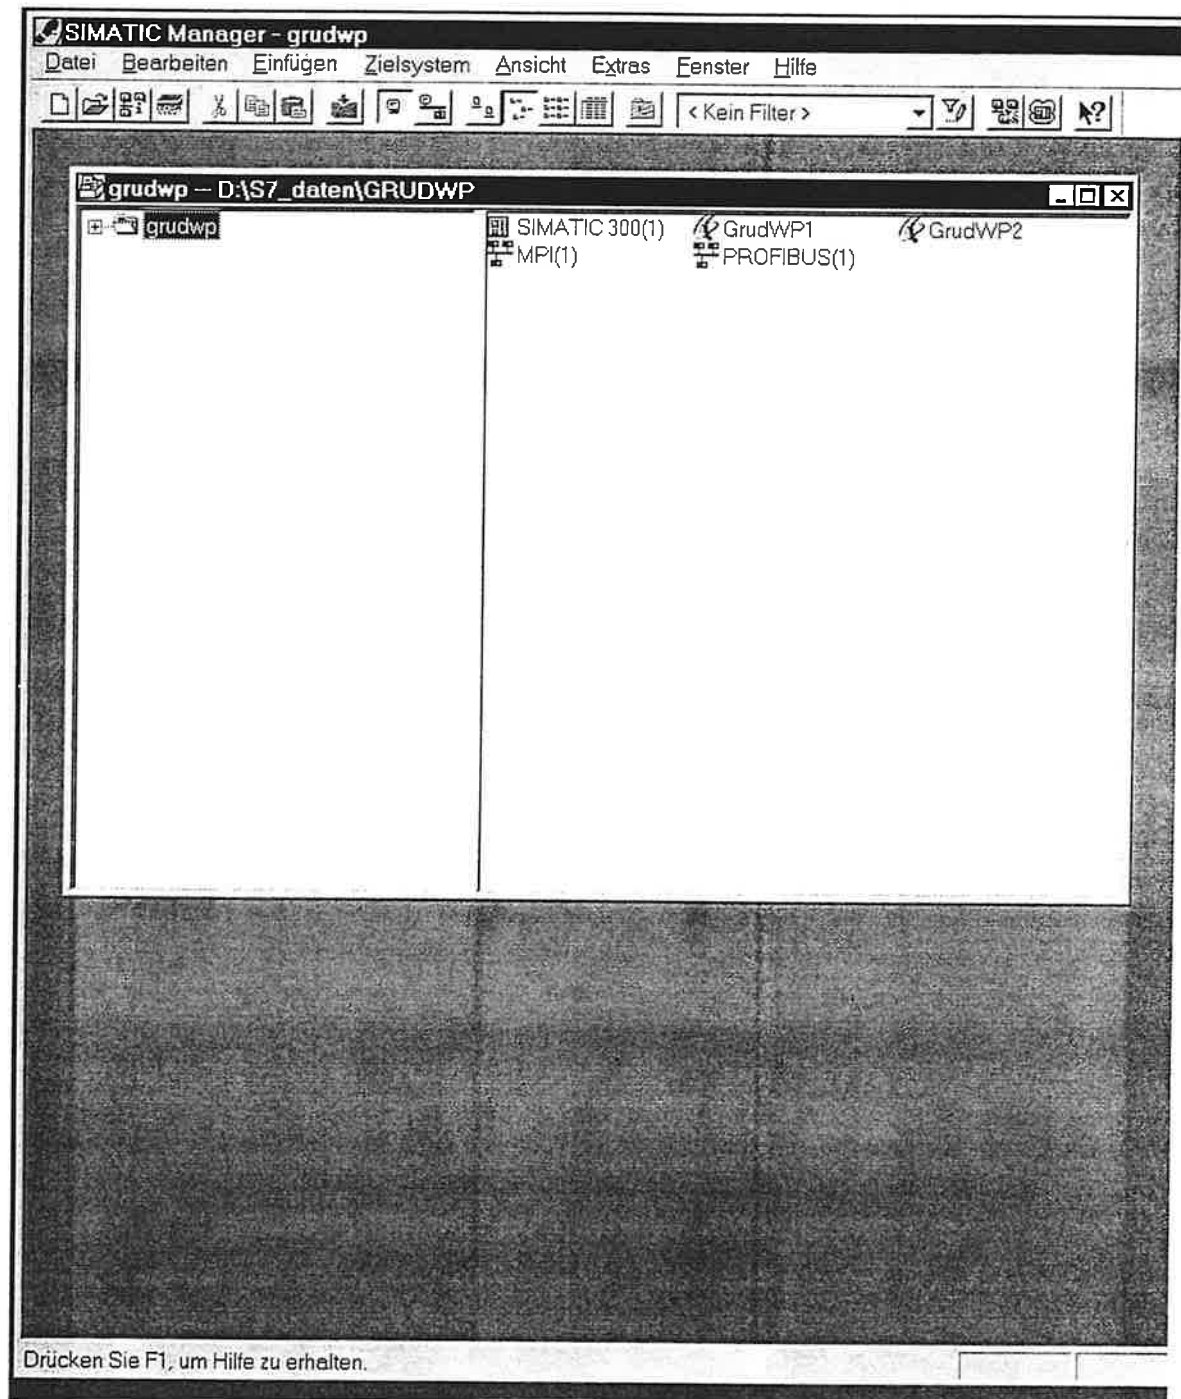 SIMATIC Manager - grudwp
Datei Bearbeiten Einfügen Zielsystem Ansicht Extras Fenster Hilfe
< Kein Filter >
grudwp -- D:\S7_daten\GRUDWP
grudwp
SIMATIC 300(1) GrudWP1 GrudWP2
MPI(1) PROFIBUS(1)
Drücken Sie F1, um Hilfe zu erhalten.